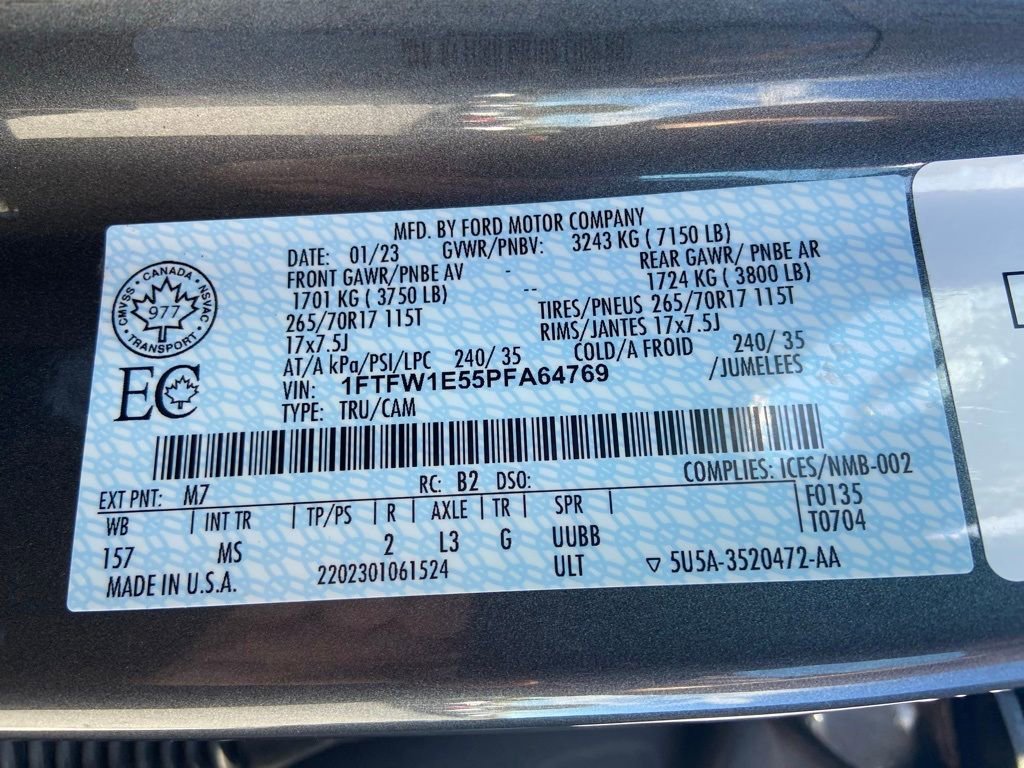 MFD. BY FORD MOTOR COMPANY
DATE: 01/23 GVWR/PNBV: 3243 KG ( 7150 LB)
FRONT GAWR/PNBE AV - REAR GAWR/ PNBE AR
1701 KG ( 3750 LB) -- 1724 KG ( 3800 LB)
265/70R17 115T TIRES/PNEUS 265/70R17 115T
17x7.5J RIMS/JANTES 17x7.5J
AT/A kPa/PSI/LPC 240/ 35 COLD/A FROID 240/ 35
VIN: 1FTFW1E55PFA64769 /JUMELEES
TYPE: TRU/CAM
CMVSS · CANADA · NSVAC
977
TRANSPORT
EC
COMPLIES: ICES/NMB-002
EXT PNT: M7 RC: B2 DSO:
WB | INT TR | TP/PS | R | AXLE | TR | SPR | | F0135
T0704
157 MS 2 L3 G UUBB
MADE IN U.S.A. 2202301061524 ULT ▽ 5U5A-3520472-AA